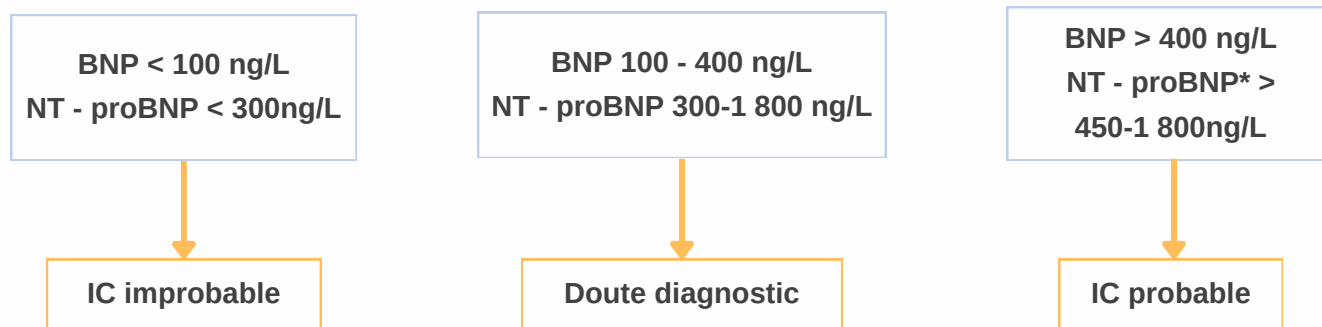 BNP < 100 ng/L
NT - proBNP < 300ng/L
BNP 100 - 400 ng/L
NT - proBNP 300-1 800 ng/L
BNP > 400 ng/L
NT - proBNP* >
450-1 800ng/L
IC improbable
Doute diagnostic
IC probable